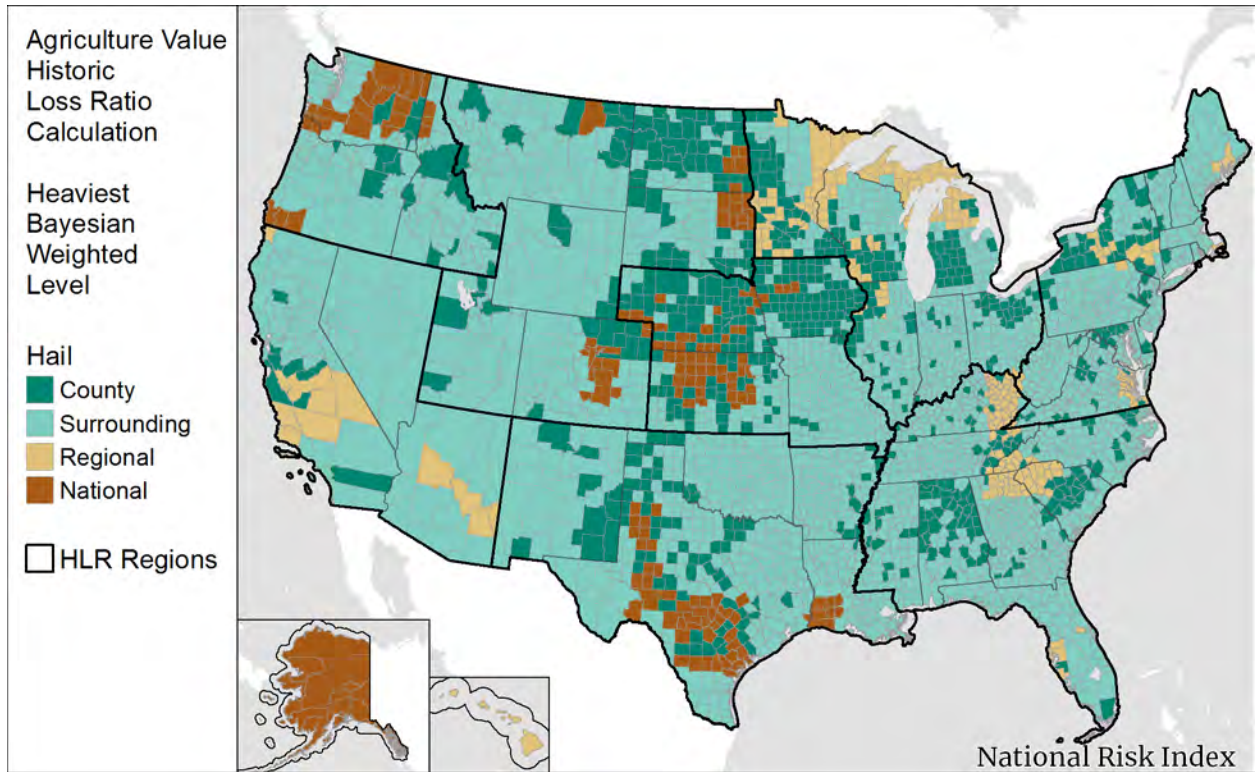 Agriculture Value
Historic
Loss Ratio
Calculation
Heaviest
Bayesian
Weighted
Level
Hail
County
Surrounding
Regional
National
HLR Regions
National Risk Index